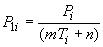 P₁ᵢ = Pᵢ / (mTᵢ + n)